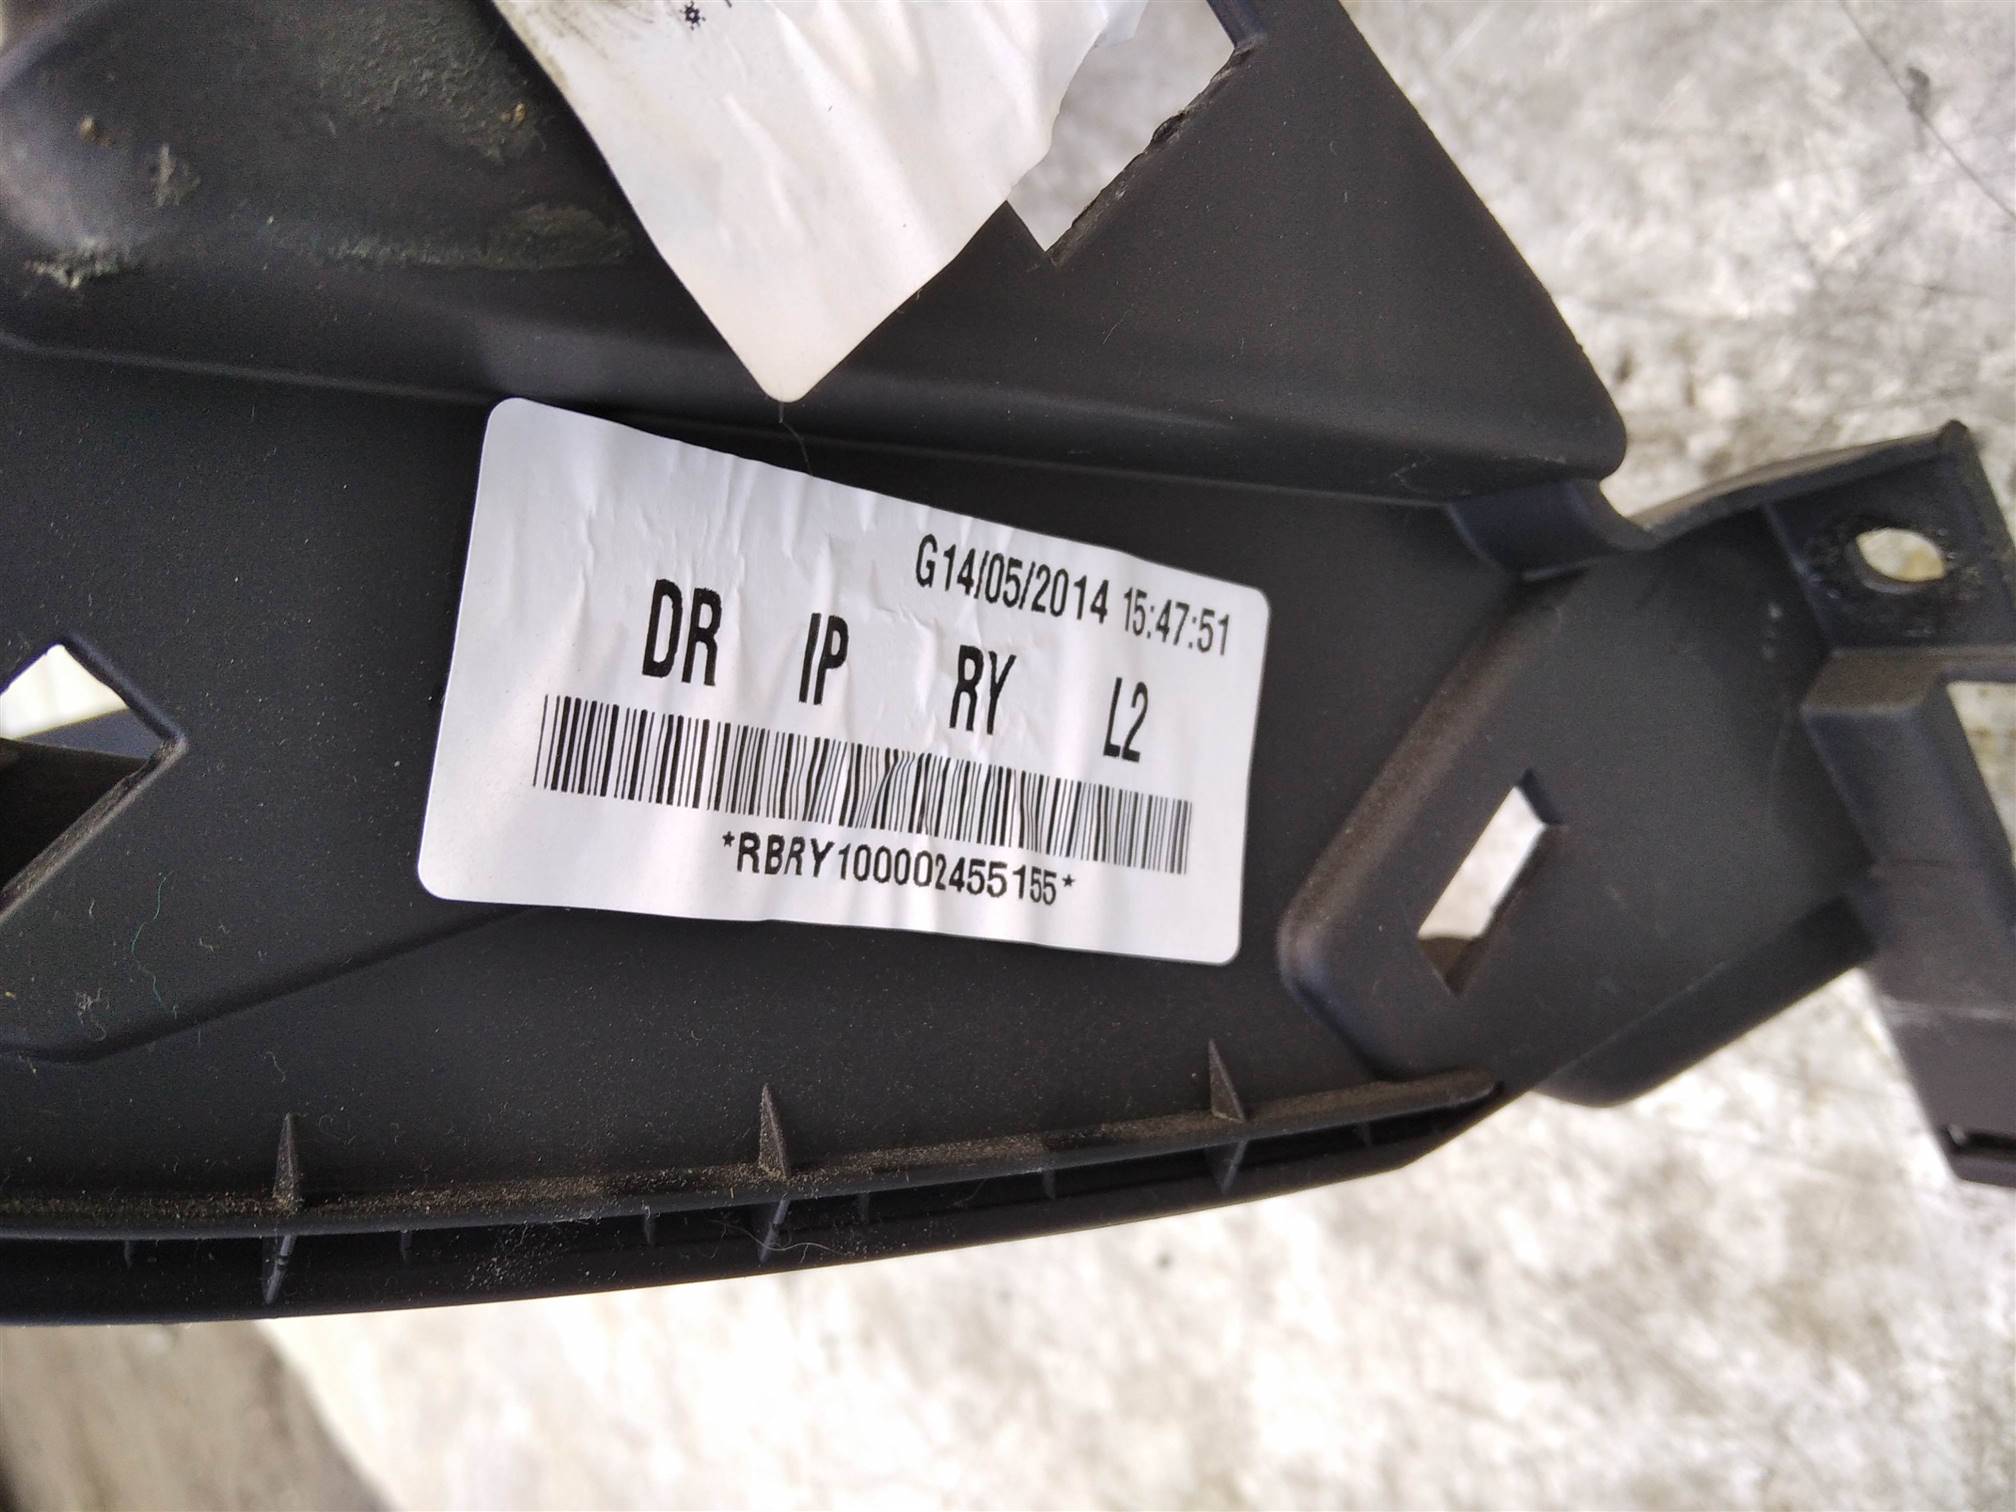 G14/05/2014 15:47:51
DR IP RY L2
*RBRY100002455155*